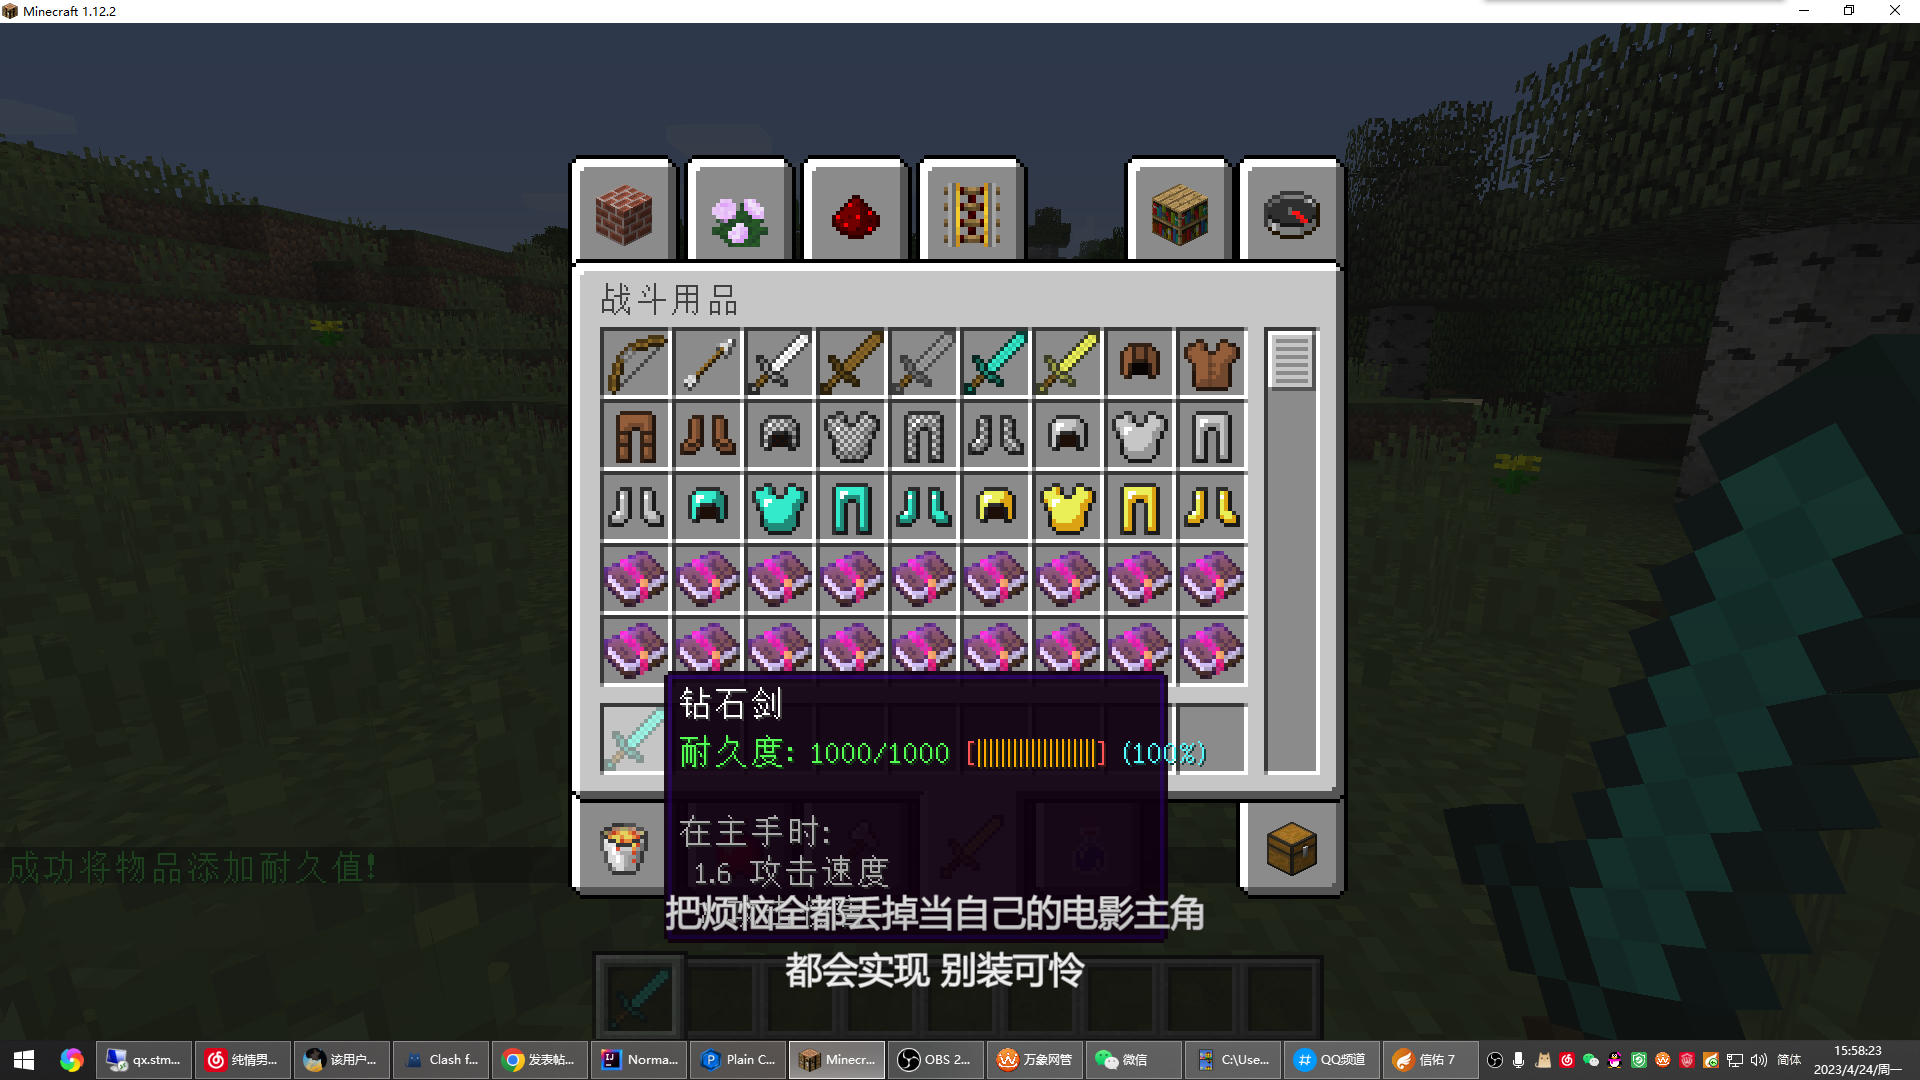 Minecraft 1.12.2
战斗用品
钻石剑
耐久度: 1000/1000 [||||||||||||||||||||] (100%)
在主手时:
1.6 攻击速度
成功将物品添加耐久值!
把烦恼全都丢掉当自己的电影主角
都会实现 别装可怜
qx.stm...
纯情男...
该用户...
Clash f...
发表帖...
Norma...
Plain C...
Minecr...
OBS 2...
万象网管
微信
C:\Use...
QQ频道
信佑 7
简体
15:58:23
2023/4/24/周一